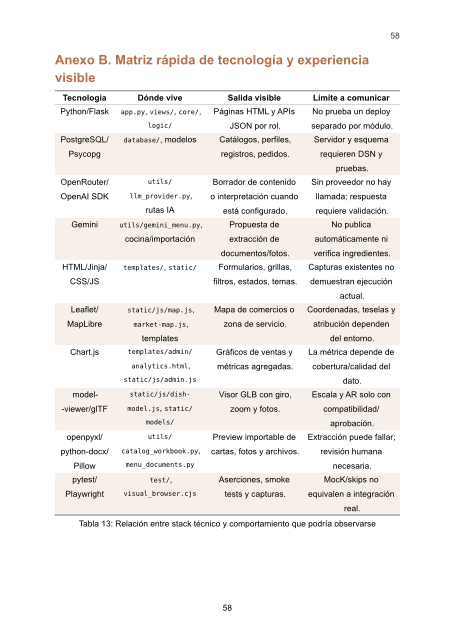 58
Anexo B. Matriz rápida de tecnología y experiencia
visible
Tecnología Dónde vive Salida visible Límite a comunicar
Python/Flask app.py, views/, core/, Páginas HTML y APIs No prueba un deploy
logic/ JSON por rol. separado por módulo.
PostgreSQL/ database/, modelos Catálogos, perfiles, Servidor y esquema
Psycopg registros, pedidos. requieren DSN y
pruebas.
OpenRouter/ utils/ Borrador de contenido Sin proveedor no hay
OpenAI SDK llm_provider.py, o interpretación cuando llamada; respuesta
rutas IA está configurado. requiere validación.
Gemini utils/gemini_menu.py, Propuesta de No publica
cocina/importación extracción de automáticamente ni
documentos/fotos. verifica ingredientes.
HTML/Jinja/ templates/, static/ Formularios, grillas, Capturas existentes no
CSS/JS filtros, estados, temas. demuestran ejecución
actual.
Leaflet/ static/js/map.js, Mapa de comercios o Coordenadas, teselas y
MapLibre market-map.js, zona de servicio. atribución dependen
templates del entorno.
Chart.js templates/admin/ Gráficos de ventas y La métrica depende de
analytics.html, métricas agregadas. cobertura/calidad del
static/js/admin.js dato.
model- static/js/dish- Visor GLB con giro, Escala y AR solo con
-viewer/glTF model.js, static/ zoom y fotos. compatibilidad/
models/ aprobación.
openpyxl/ utils/ Preview importable de Extracción puede fallar;
python-docx/ catalog_workbook.py, cartas, fotos y archivos. revisión humana
Pillow menu_documents.py necesaria.
pytest/ test/, Aserciones, smoke MocK/skips no
Playwright visual_browser.cjs tests y capturas. equivalen a integración
real.
Tabla 13: Relación entre stack técnico y comportamiento que podría observarse
58